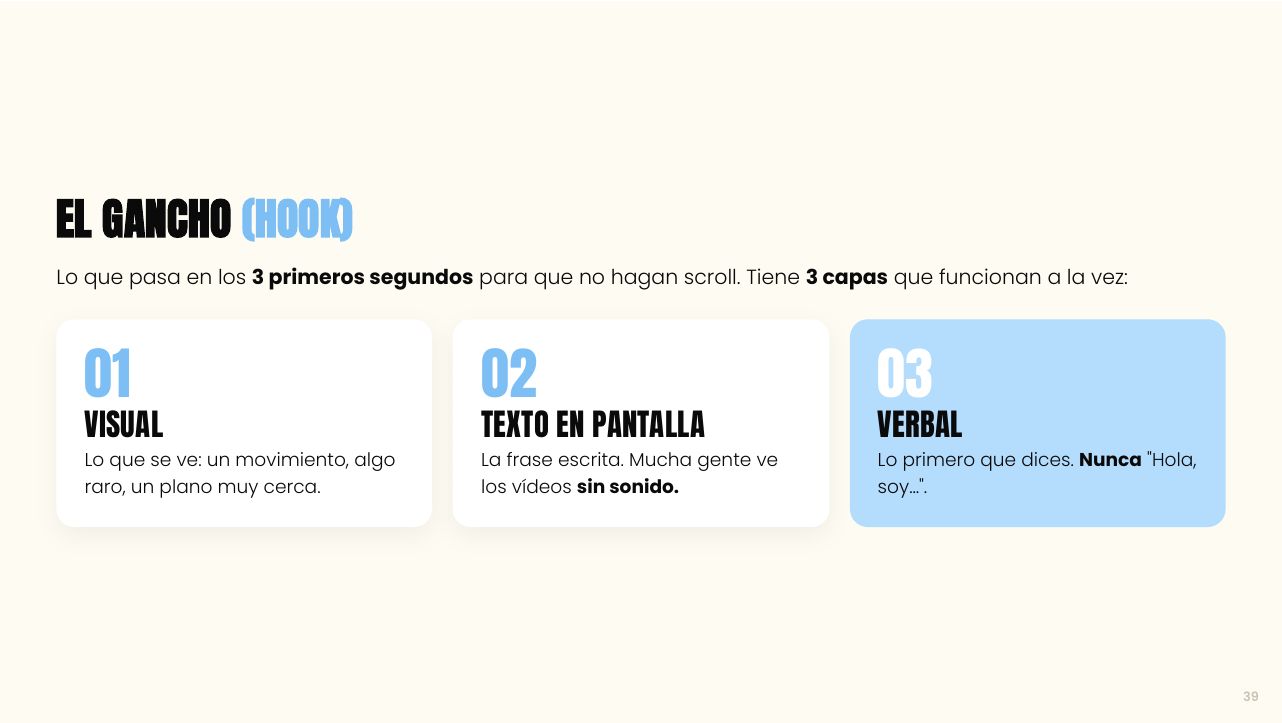 EL GANCHO (HOOK)
Lo que pasa en los 3 primeros segundos para que no hagan scroll. Tiene 3 capas que funcionan a la vez:
01
VISUAL
Lo que se ve: un movimiento, algo
raro, un plano muy cerca.
02
TEXTO EN PANTALLA
La frase escrita. Mucha gente ve
los vídeos sin sonido.
03
VERBAL
Lo primero que dices. Nunca "Hola,
soy...".
39